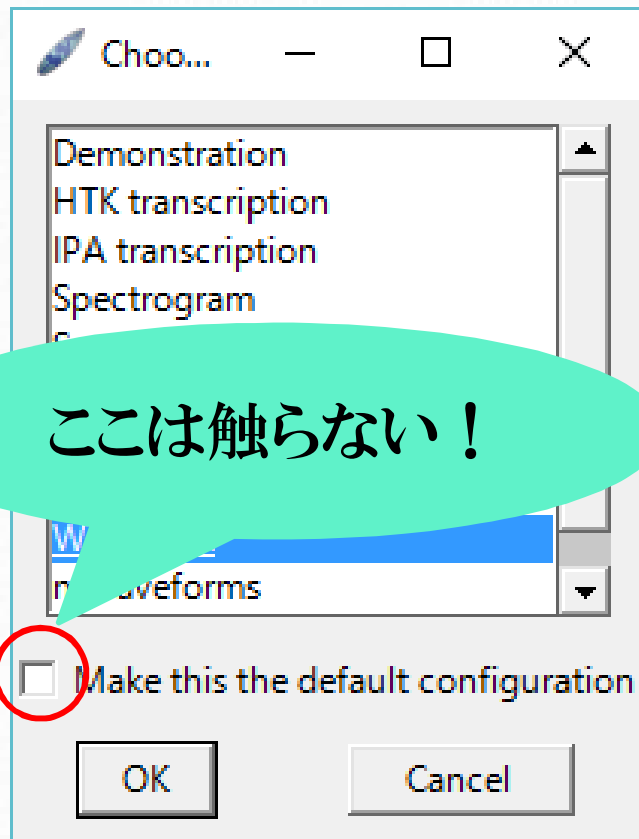 Choo...
Demonstration
HTK transcription
IPA transcription
Spectrogram
ここは触らない！
Make this the default configuration
OK
Cancel